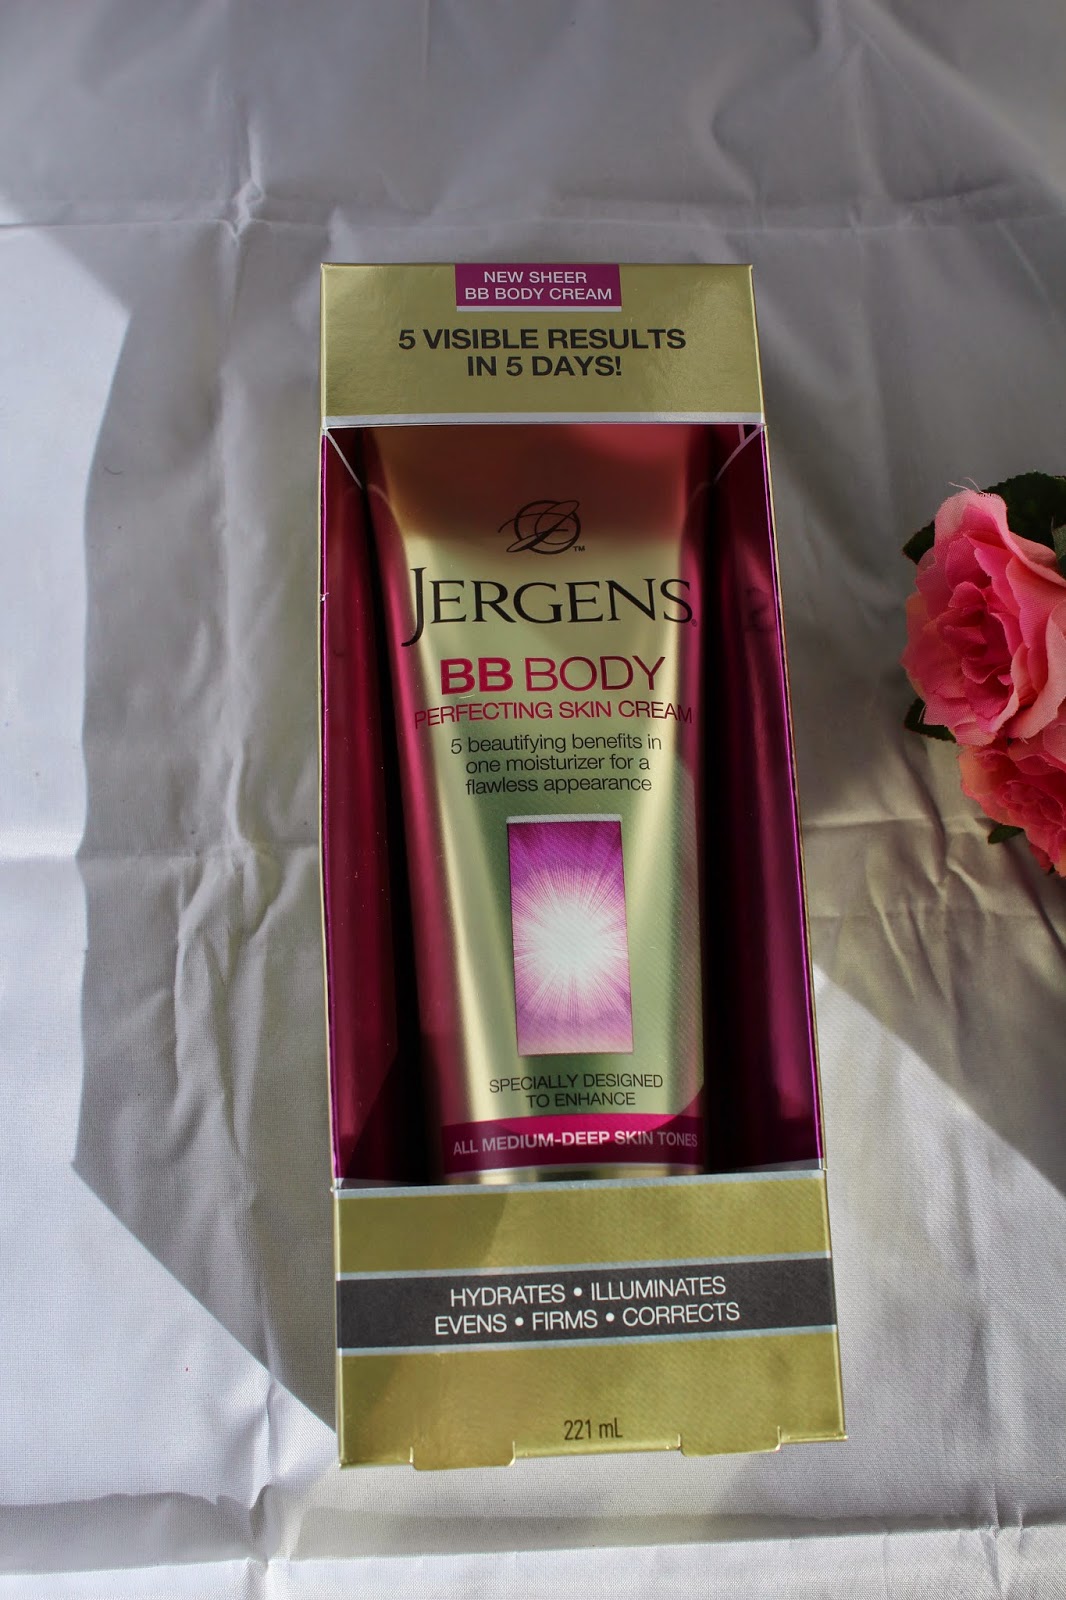 NEW SHEER
BB BODY CREAM
5 VISIBLE RESULTS
IN 5 DAYS!
JERGENS®
BB BODY
PERFECTING SKIN CREAM
5 beautifying benefits in
one moisturizer for a
flawless appearance
SPECIALLY DESIGNED
TO ENHANCE
ALL MEDIUM-DEEP SKIN TONES
HYDRATES • ILLUMINATES
EVENS • FIRMS • CORRECTS
221 mL